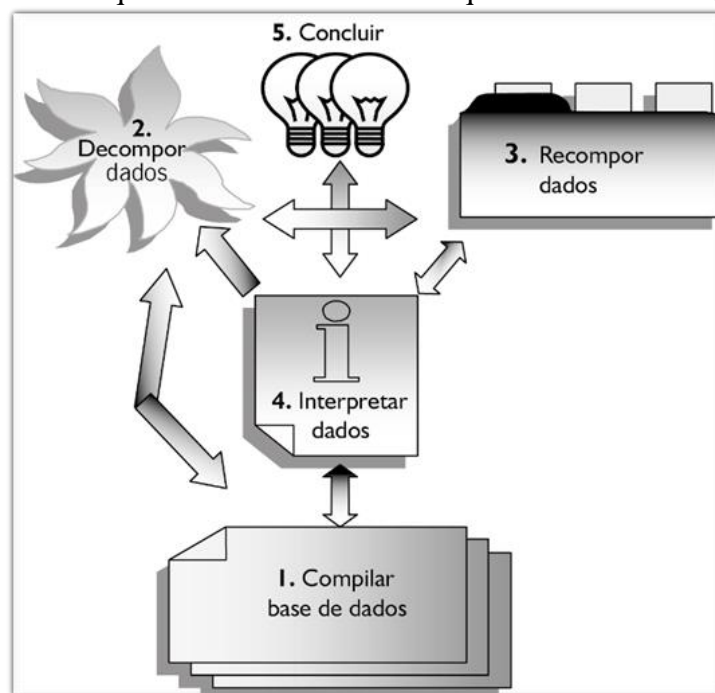 5. Concluir
2.
Decompor
dados
3. Recompor
dados
i
4. Interpretar
dados
1. Compilar
base de dados